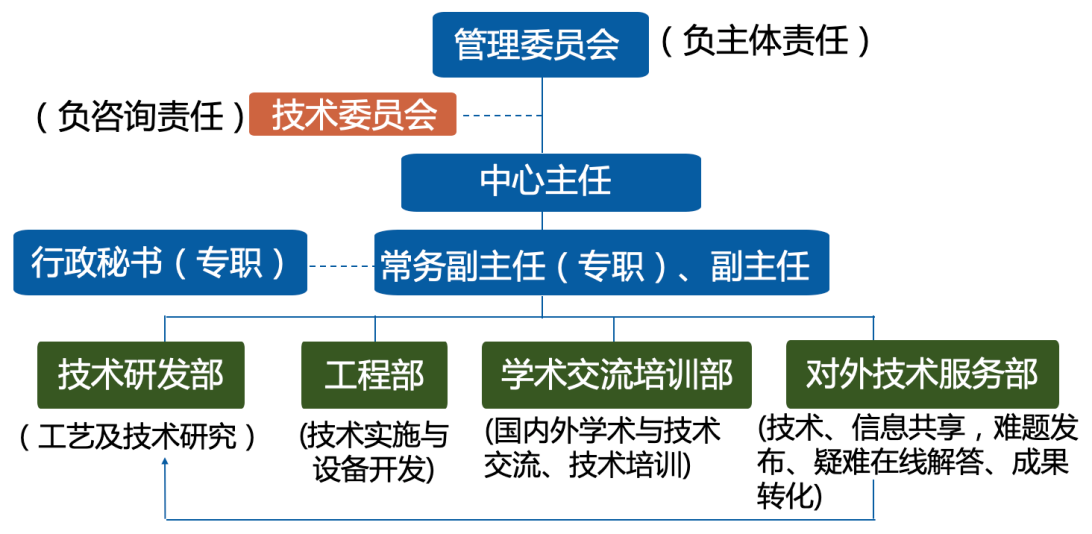 管理委员会
（负主体责任）
（负咨询责任）
技术委员会
中心主任
行政秘书（专职）
常务副主任（专职）、副主任
技术研发部
（工艺及技术研究）
工程部
(技术实施与
设备开发)
学术交流培训部
(国内外学术与技术
交流、技术培训)
对外技术服务部
(技术、信息共享，难题发
布、疑难在线解答、成果
转化)